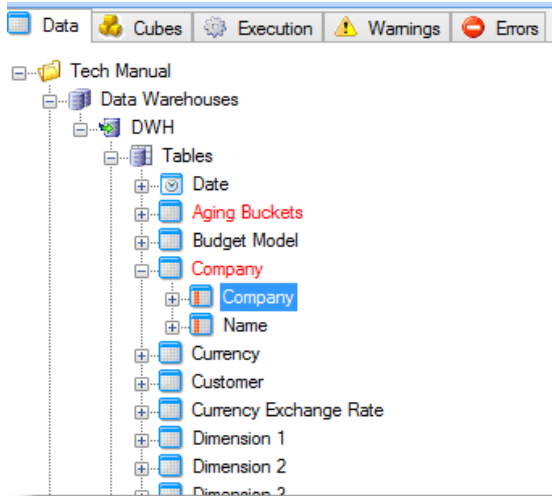 Data Cubes Execution Warnings Errors
Tech Manual
Data Warehouses
DWH
Tables
Date
Aging Buckets
Budget Model
Company
Company
Name
Currency
Customer
Currency Exchange Rate
Dimension 1
Dimension 2